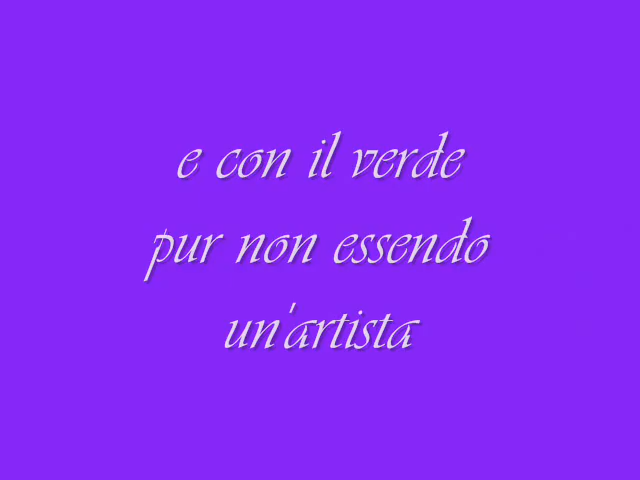 e con il verde
pur non essendo
un'artista